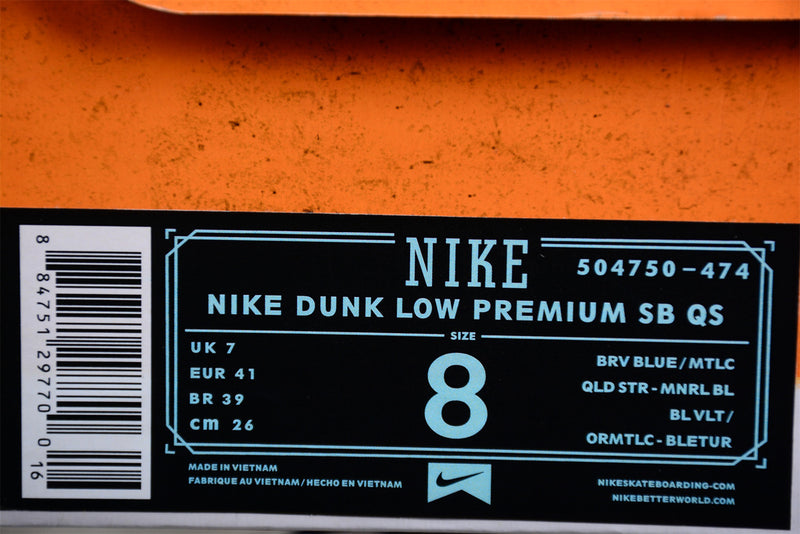 NIKE
504750-474
NIKE DUNK LOW PREMIUM SB QS
SIZE
8
UK 7
EUR 41
BR 39
cm 26
BRV BLUE/MTLC
QLD STR-MNRL BL
BL VLT/
ORMTLC-BLETUR
MADE IN VIETNAM
FABRIQUE AU VIETNAM/HECHO EN VIETNAM
NIKESKATEBOARDING.COM
NIKEBETTERWORLD.COM
8 84751 29770 0 16